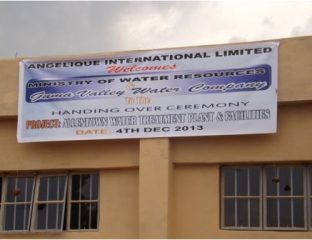 ANGELIQUE INTERNATIONAL LIMITED
Welcomes
MINISTRY OF WATER RESOURCES
&
Guma Valley Water Company
To The
HANDING OVER CEREMONY
PROJECT: ALLENTOWN WATER TREATMENT PLANT & FACILITIES
DATE: 4TH DEC 2013